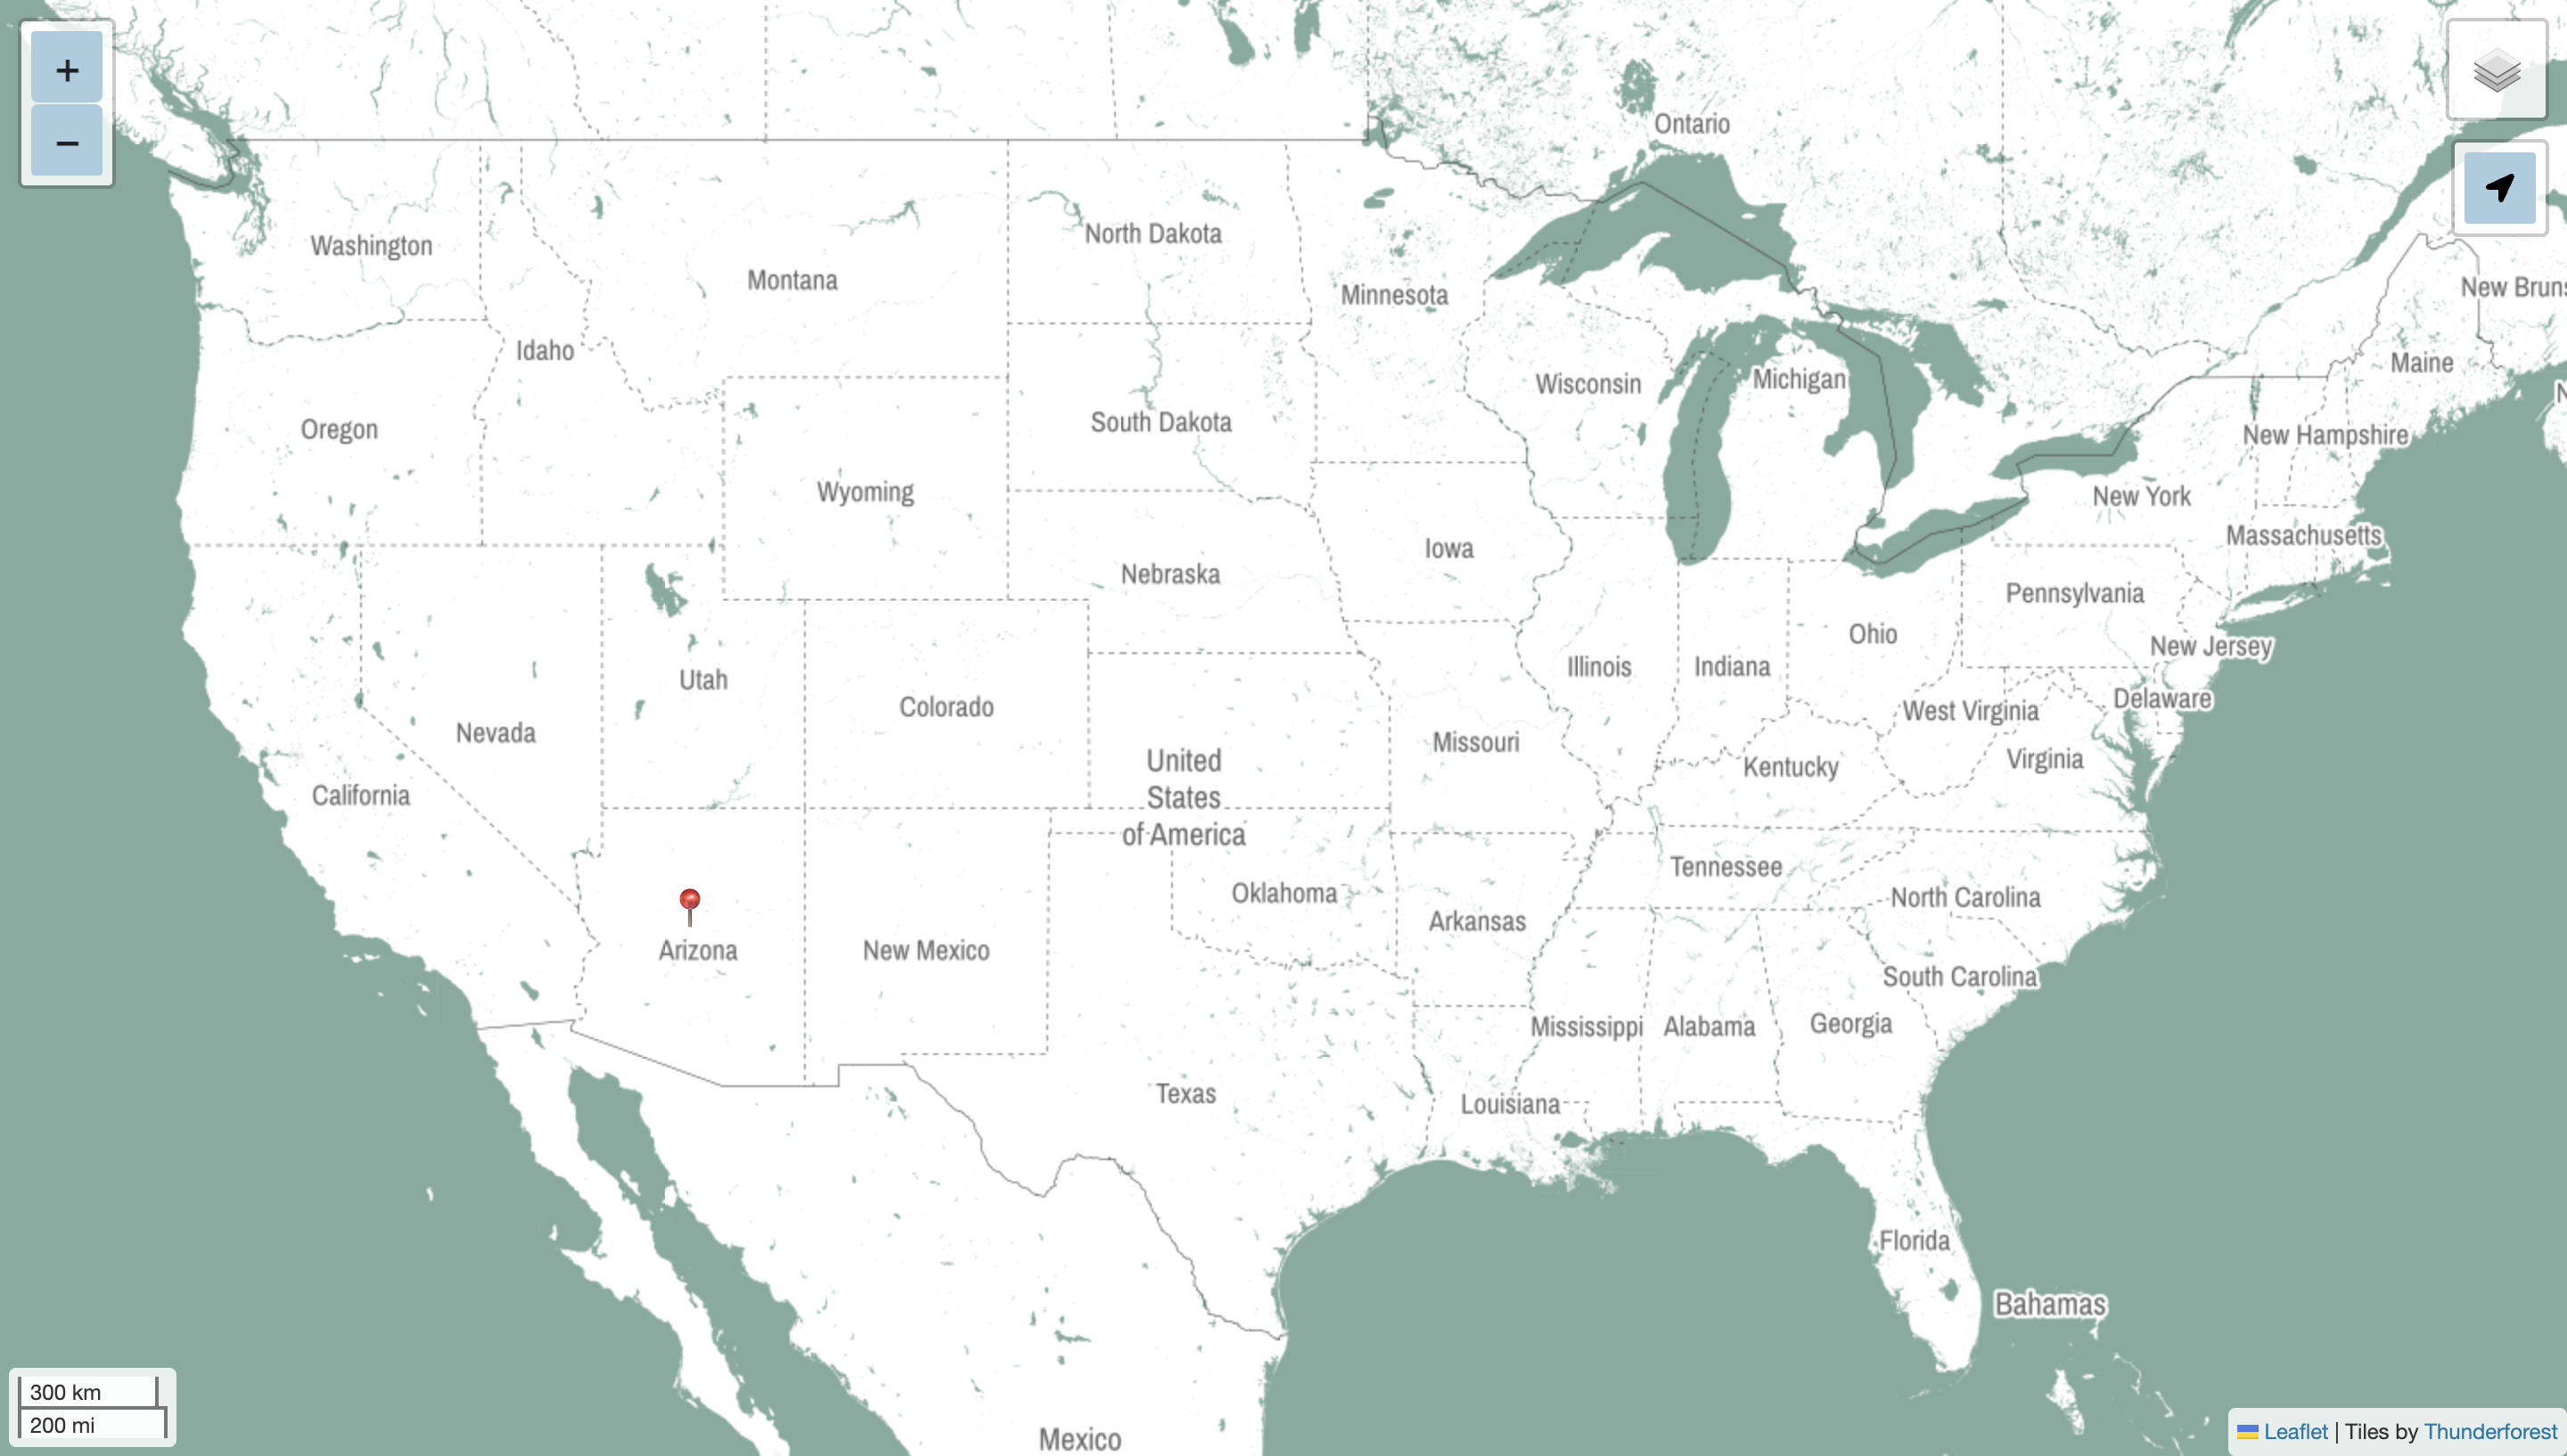 +
−
Ontario
Washington
North Dakota
Montana
Minnesota
New Bruns
Idaho
Wisconsin
Michigan
Maine
Oregon
South Dakota
New Hampshire
Wyoming
New York
Iowa
Massachusetts
Nebraska
Pennsylvania
Ohio
New Jersey
Utah
Illinois
Indiana
Delaware
Colorado
West Virginia
Nevada
Missouri
Virginia
United
States
of America
Kentucky
California
Tennessee
Oklahoma
North Carolina
Arkansas
Arizona
New Mexico
South Carolina
Mississippi
Alabama
Georgia
Texas
Louisiana
Florida
Bahamas
Mexico
300 km
200 mi
Leaflet | Tiles by Thunderforest